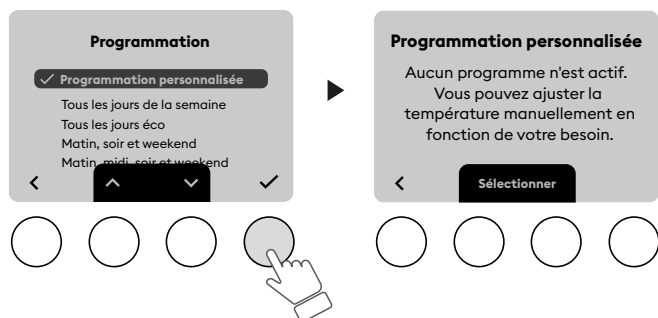 Programmation
Programmation personnalisée
Tous les jours de la semaine
Tous les jours éco
Matin, soir et weekend
Matin, midi, soir et weekend
Programmation personnalisée
Aucun programme n'est actif.
Vous pouvez ajuster la
température manuellement en
fonction de votre besoin.
Sélectionner